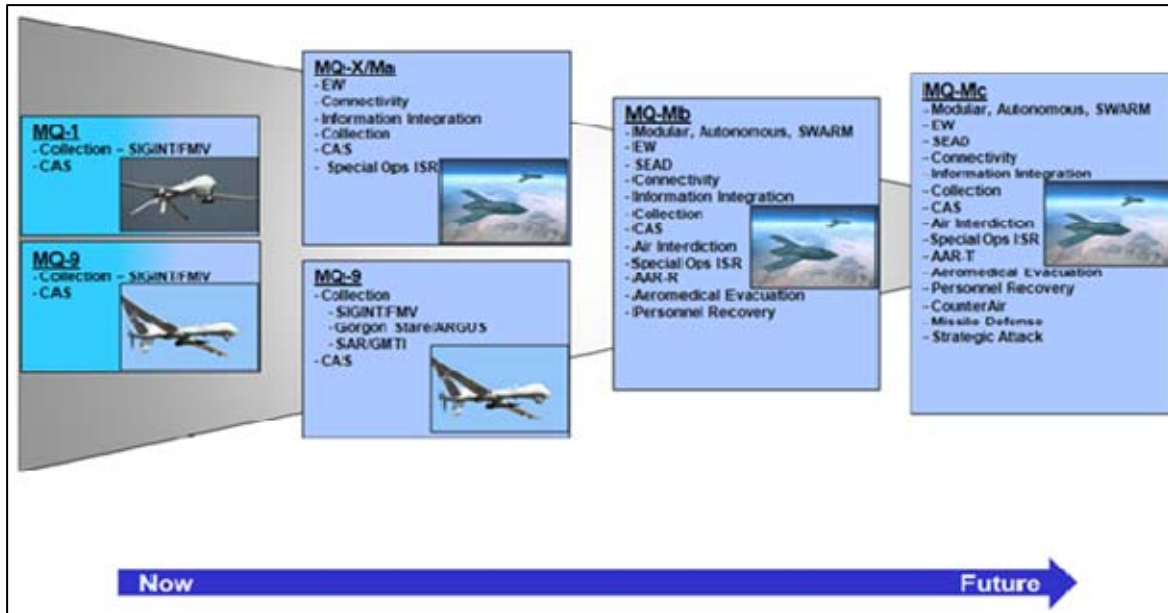 MQ-1
- Collection – SIGINT/FMV
- CAS
MQ-9
- Collection – SIGINT/FMV
- CAS
MQ-X/Ma
- EW
- Connectivity
- Information Integration
- Collection
- CAS
- Special Ops ISR
MQ-9
- Collection
- SIGINT/FMV
- Gorgon Stare/ARGUS
- SAR/GMTI
- CAS
MQ-Mb
- Modular, Autonomous, SWARM
- EW
- SEAD
- Connectivity
- Information Integration
- Collection
- CAS
- Air Interdiction
- Special Ops ISR
- AAR-R
- Aeromedical Evacuation
- Personnel Recovery
MQ-Mc
- Modular, Autonomous, SWARM
- EW
- SEAD
- Connectivity
- Information Integration
- Collection
- CAS
- Air Interdiction
- Special Ops ISR
- AAR-T
- Aeromedical Evacuation
- Personnel Recovery
- CounterAir
- Missile Defense
- Strategic Attack
Now
Future